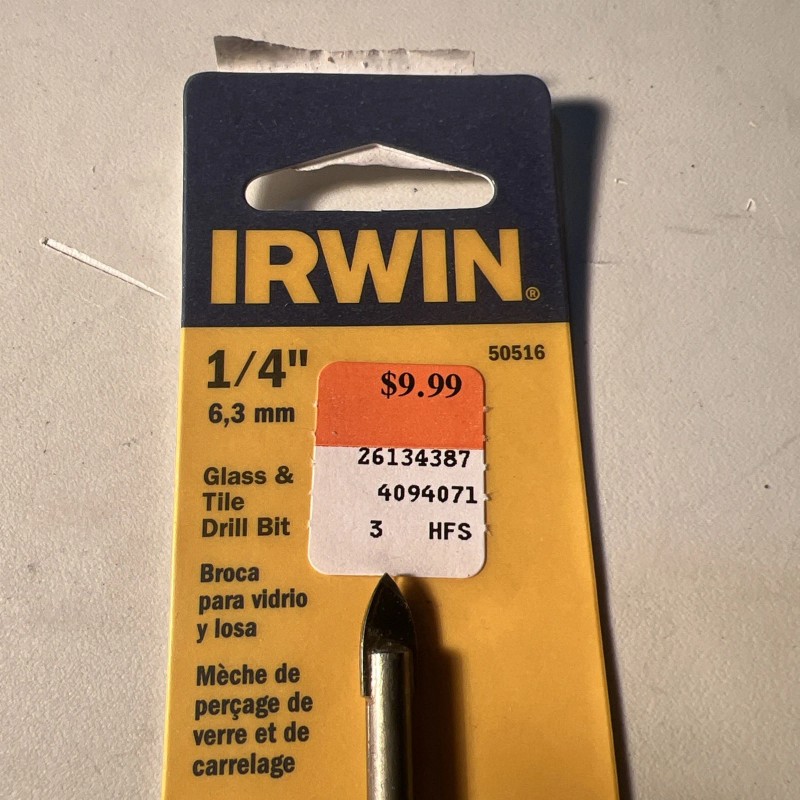 IRWIN®
1/4"
6,3 mm
50516
$9.99
26134387
4094071
3 HFS
Glass &
Tile
Drill Bit
Broca
para vidrio
y losa
Mèche de
perçage de
verre et de
carrelage